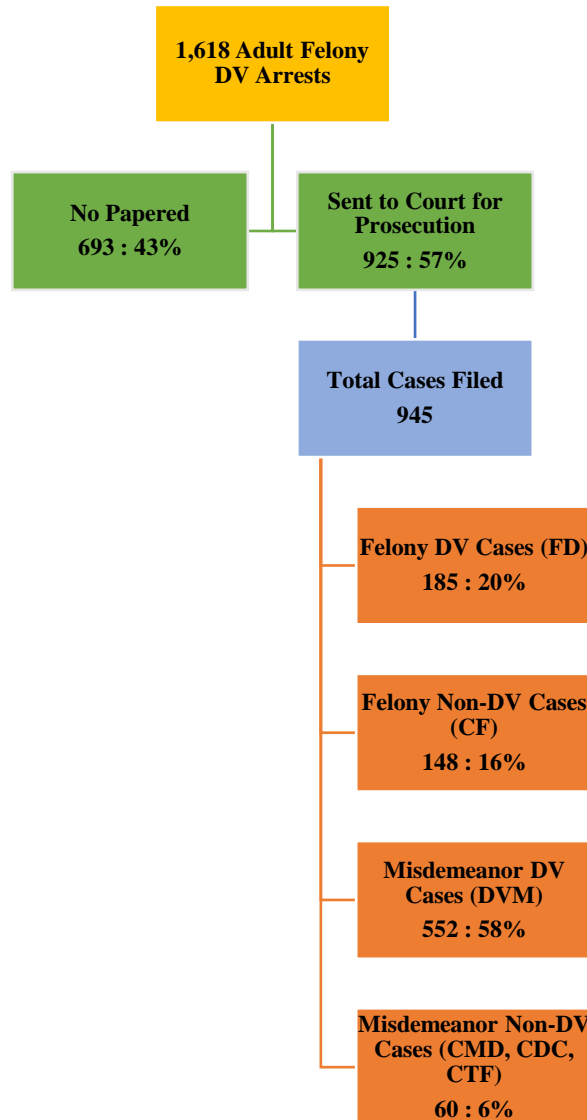 1,618 Adult Felony
DV Arrests
No Papered
693 : 43%
Sent to Court for
Prosecution
925 : 57%
Total Cases Filed
945
Felony DV Cases (FD)
185 : 20%
Felony Non-DV Cases
(CF)
148 : 16%
Misdemeanor DV
Cases (DVM)
552 : 58%
Misdemeanor Non-DV
Cases (CMD, CDC,
CTF)
60 : 6%